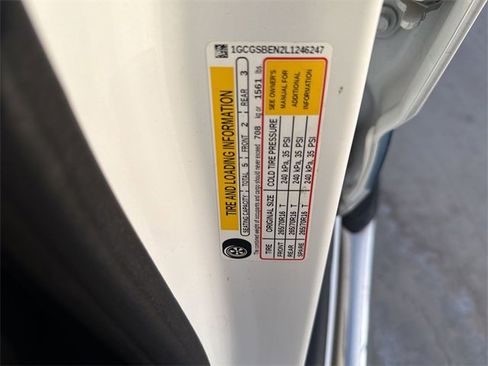 1GCGSBEN2L1246247
TIRE AND LOADING INFORMATION
SEATING CAPACITY TOTAL 5 FRONT 2 REAR 3
The combined weight of occupants and cargo should never exceed 708 kg or 1561 lbs
TIRE ORIGINAL SIZE COLD TIRE PRESSURE
FRONT 265/70R16 T 240 kPa, 35 PSI
REAR 265/70R16 T 240 kPa, 35 PSI
SPARE 265/70R16 T 240 kPa, 35 PSI
SEE OWNER'S
MANUAL FOR
ADDITIONAL
INFORMATION